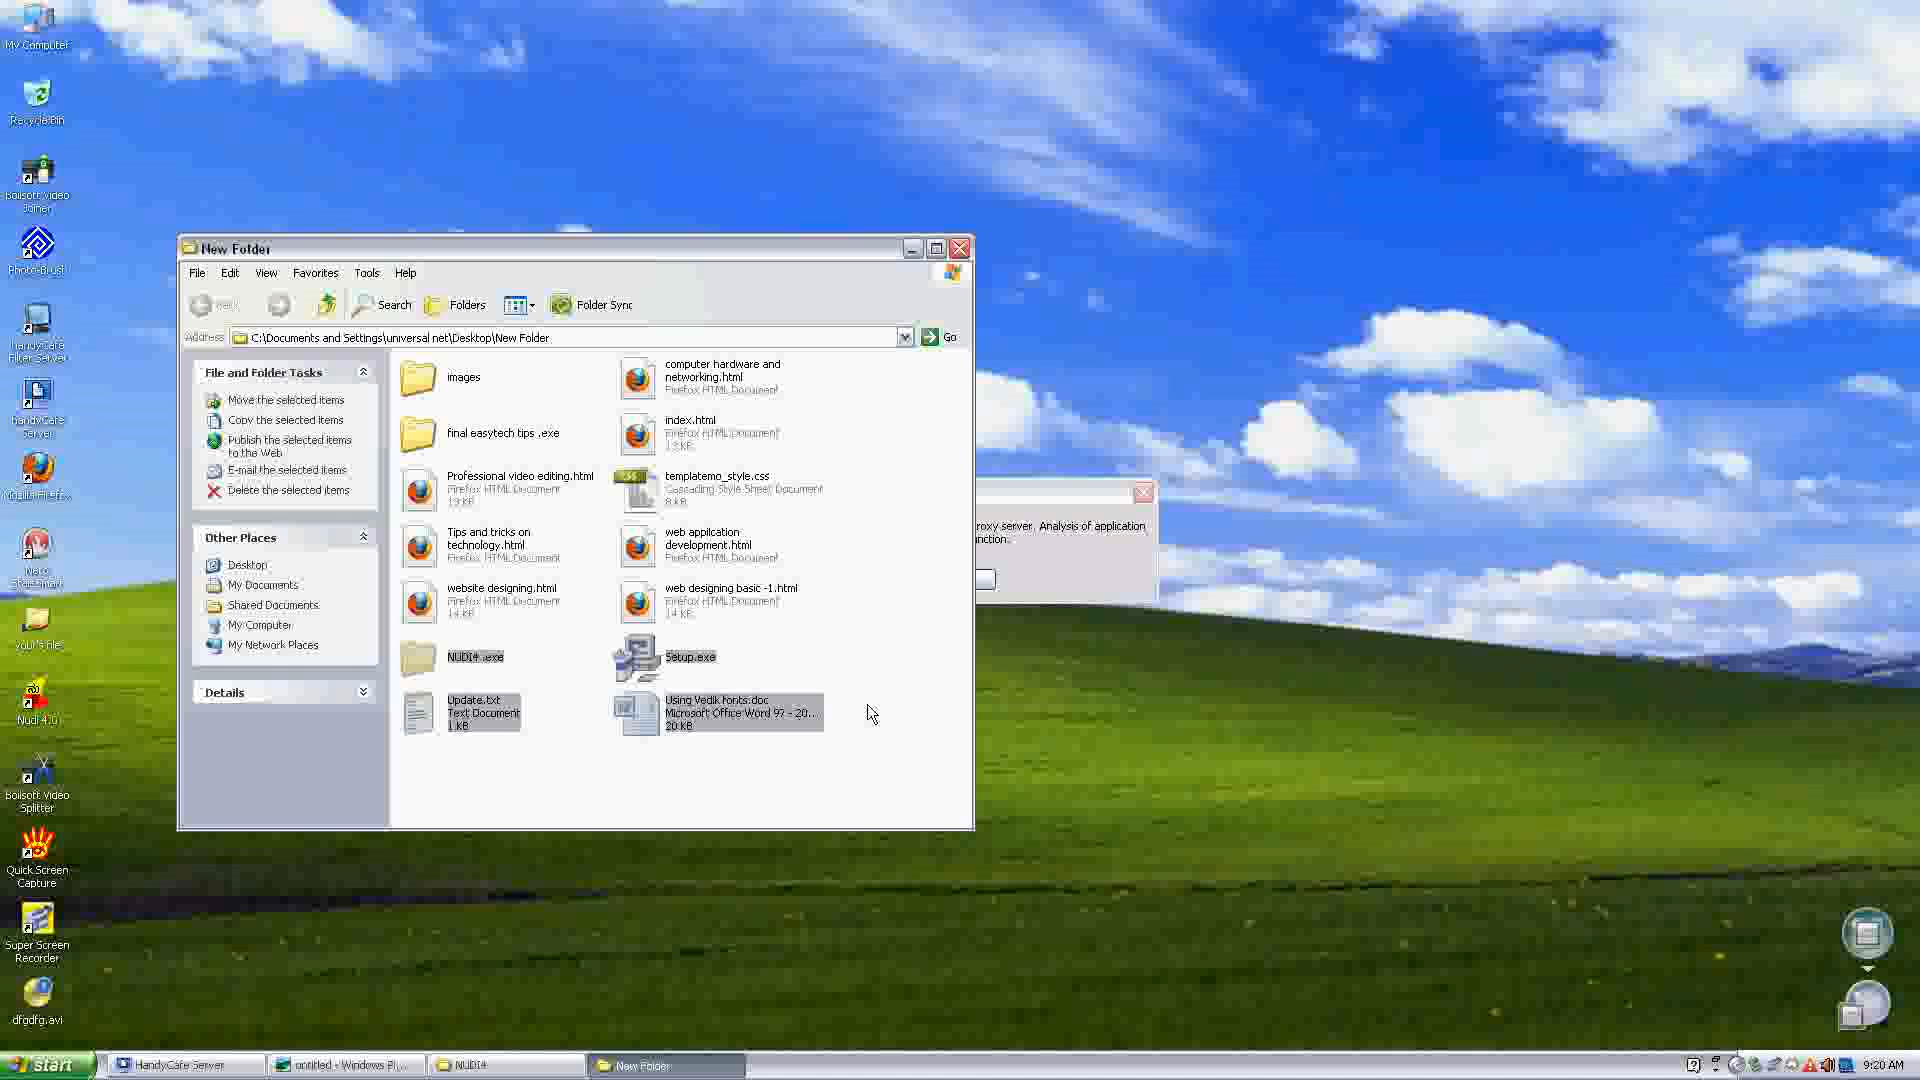 My Computer
Recycle Bin
Boilsoft Video
Joiner
Photo-Brush
HandyCafe
Filter Server
HandyCafe
Server
Mozilla Firef...
Nero
StartSmart
your's file
Nudi 4.0
Boilsoft Video
Splitter
Quick Screen
Capture
Super Screen
Recorder
dfgdfg.avi
New Folder
File Edit View Favorites Tools Help
Back Search Folders Folder Sync
Address C:\Documents and Settings\universal net\Desktop\New Folder Go
File and Folder Tasks
Move the selected items
Copy the selected items
Publish the selected items
to the Web
E-mail the selected items
Delete the selected items
Other Places
Desktop
My Documents
Shared Documents
My Computer
My Network Places
Details
images
computer hardware and
networking.html
Firefox HTML Document
final easytech tips .exe
index.html
Firefox HTML Document
13 KB
Professional video editing.html
Firefox HTML Document
13 KB
templatemo_style.css
Cascading Style Sheet Document
8 KB
Tips and tricks on
technology.html
Firefox HTML Document
web application
development.html
Firefox HTML Document
website designing.html
Firefox HTML Document
14 KB
web designing basic -1.html
Firefox HTML Document
14 KB
NUDI4 .exe
Setup.exe
Update.txt
Text Document
1 KB
Using Vedik fonts.doc
Microsoft Office Word 97 - 20...
20 KB
roxy server. Analysis of application
nction.
start
HandyCafe Server
untitled - Windows Pl...
NUDI4
New Folder
9:20 AM